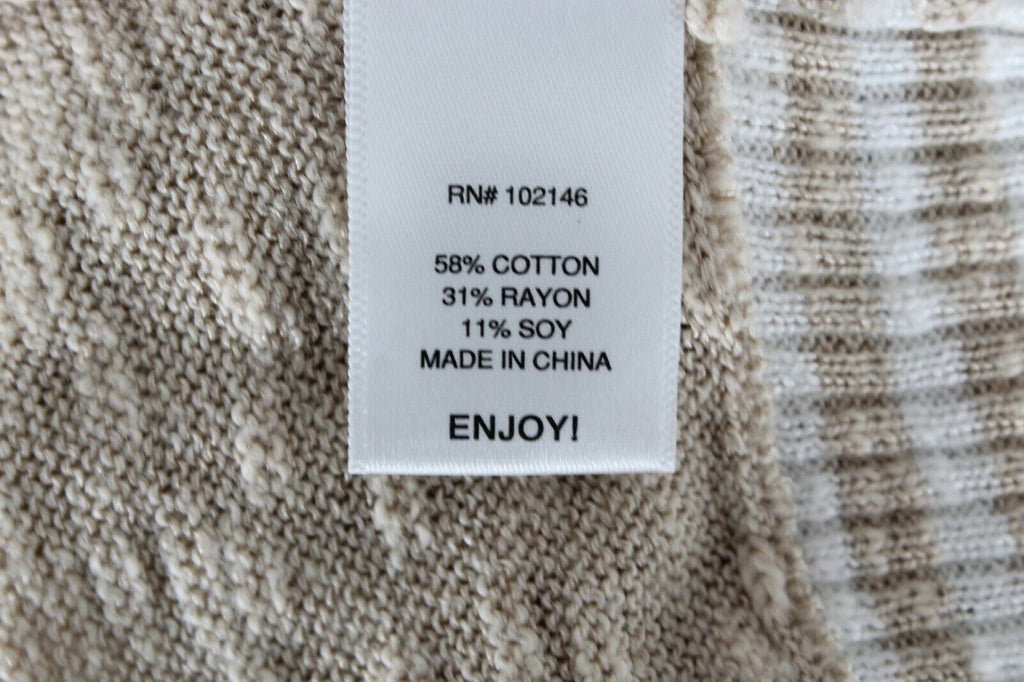 RN# 102146
58% COTTON
31% RAYON
11% SOY
MADE IN CHINA
ENJOY!